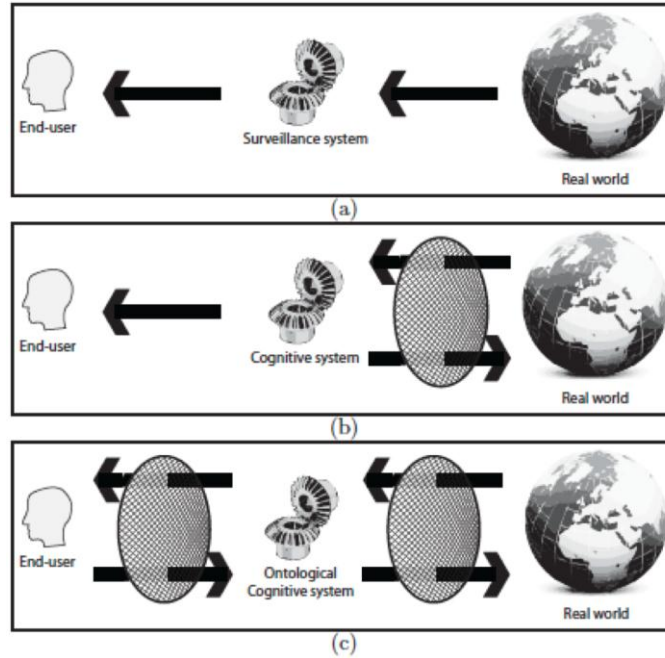 End-user
Surveillance system
Real world
(a)
End-user
Cognitive system
Real world
(b)
End-user
Ontological
Cognitive system
Real world
(c)